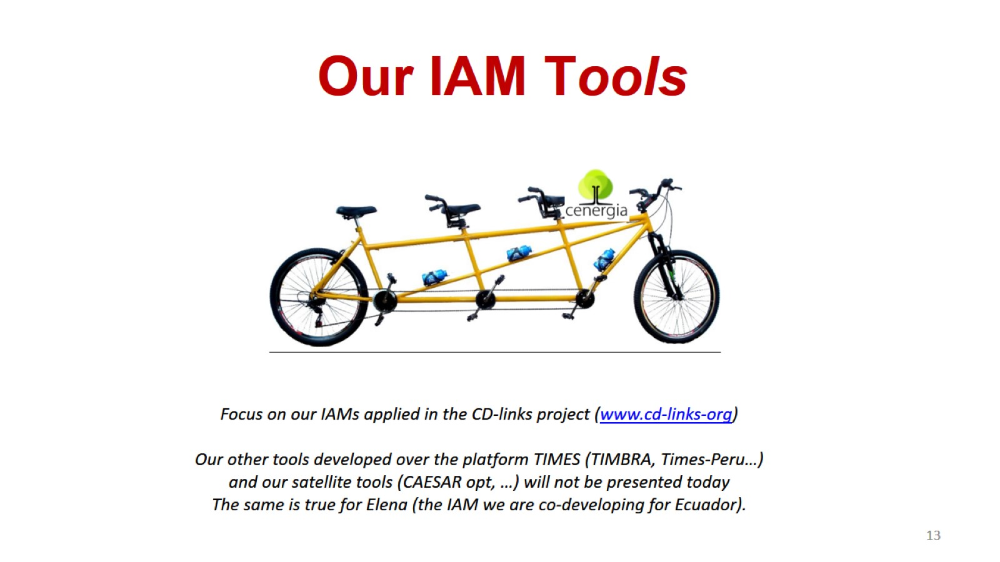 Our IAM Tools
cenergia
Focus on our IAMs applied in the CD-links project (www.cd-links-org)
Our other tools developed over the platform TIMES (TIMBRA, Times-Peru...)
and our satellite tools (CAESAR opt, ...) will not be presented today
The same is true for Elena (the IAM we are co-developing for Ecuador).
13